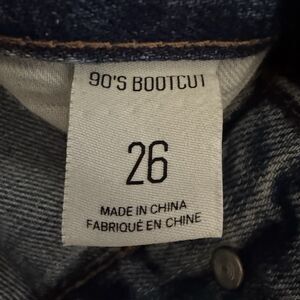 90'S BOOTCUT
26
MADE IN CHINA
FABRIQUÉ EN CHINE